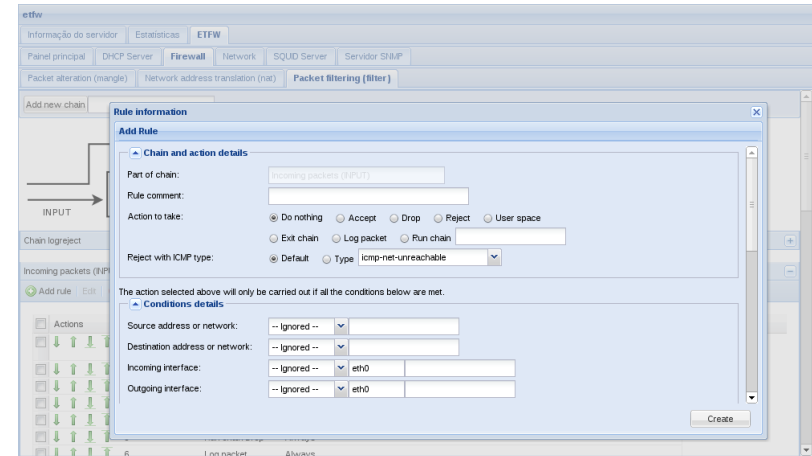 etfw
Informação do servidor Estatísticas ETFW
Painel principal DHCP Server Firewall Network SQUID Server Servidor SNMP
Packet alteration (mangle) Network address translation (nat) Packet filtering (filter)
Add new chain
Rule information
Add Rule
Chain and action details
Part of chain: Incoming packets (INPUT)
Rule comment:
Action to take: Do nothing Accept Drop Reject User space
Exit chain Log packet Run chain
INPUT
Chain logreject
Reject with ICMP type: Default Type icmp-net-unreachable
Incoming packets (INP
The action selected above will only be carried out if all the conditions below are met.
Add rule Edit
Conditions details
Actions
Source address or network: -- Ignored --
Destination address or network: -- Ignored --
Incoming interface: -- Ignored -- eth0
Outgoing interface: -- Ignored -- eth0
Create
6 Log packet Always